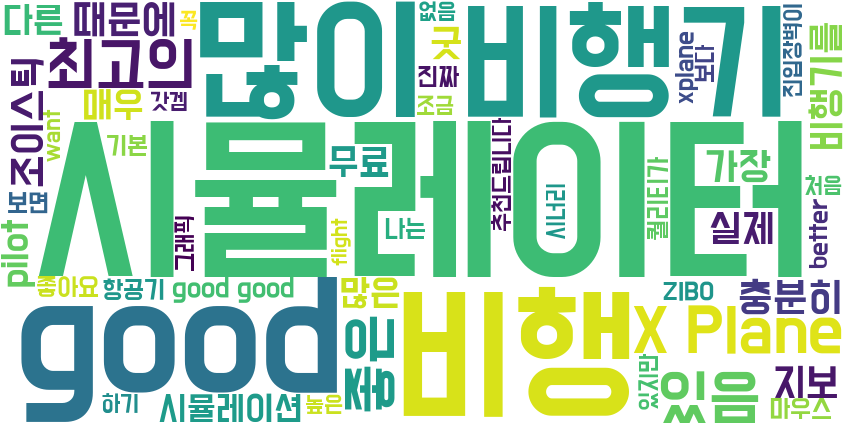 다른
때문에
꼭
많이
없음
굿
비행기
xplane
보다
진입장벽이
비행기를
최고인
진짜
갓겜
조금
매우
조이스틱
want
기본
시뮬레이터
무료
추천드립니다
가장
퀄리티가
처음
보면
나는
시너리
실제
better
pilot
그래픽
flight
좋아요
항공기
good good
많은
ZIBO
충분히
good
좋은
비행
X Plane
있지만
있음
지보
하기
시뮬레이션
높은
마우스